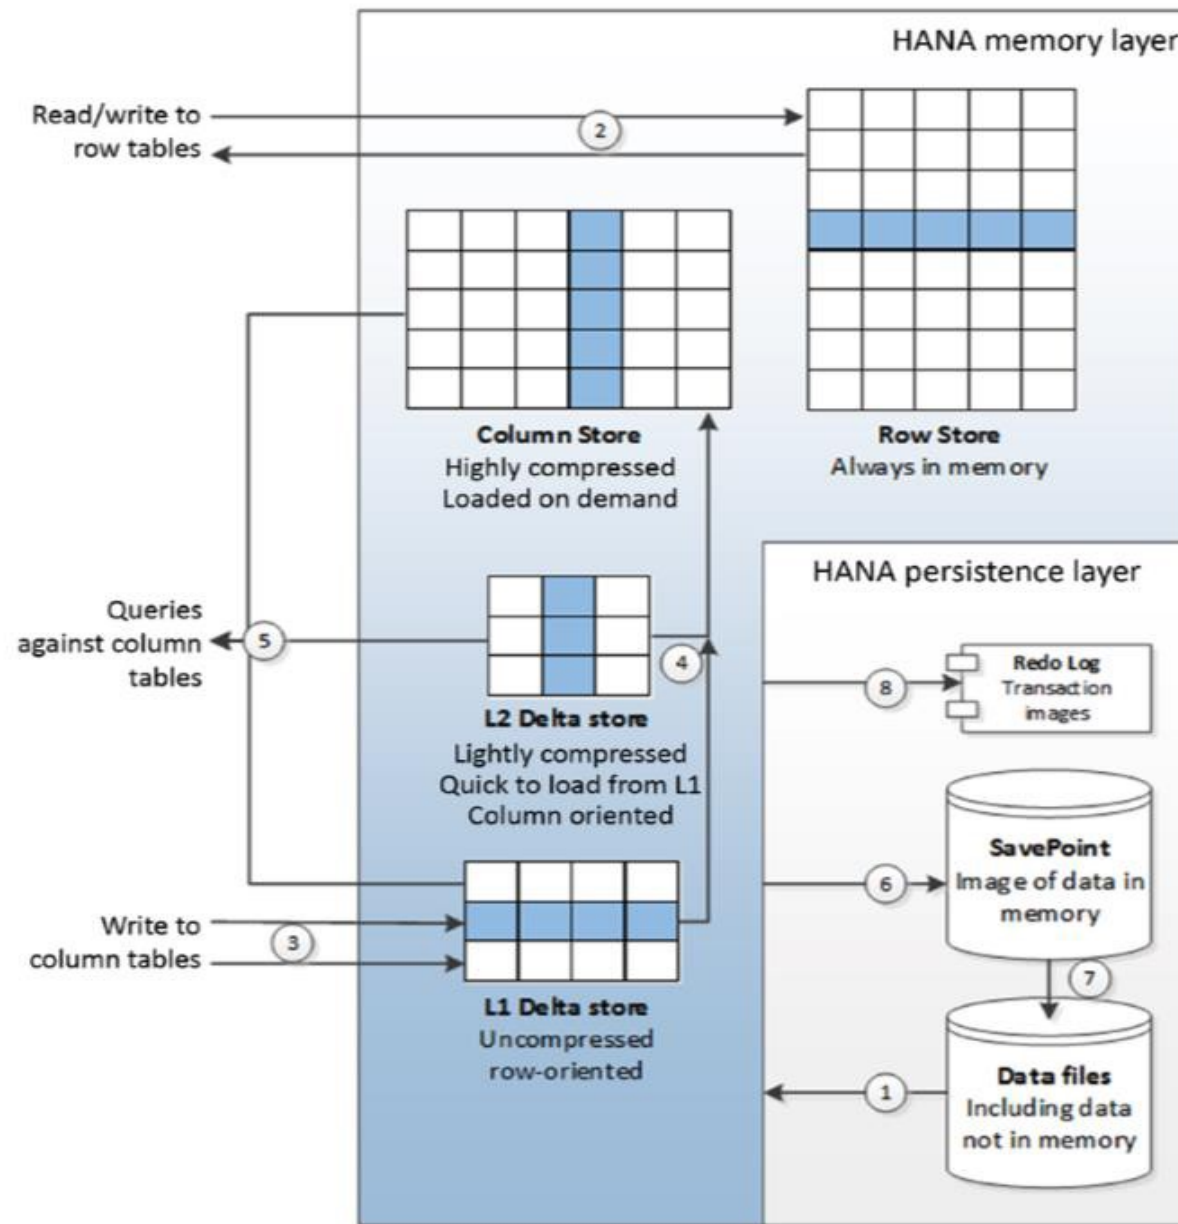 HANA memory layer
Read/write to
row tables
2
Column Store
Highly compressed
Loaded on demand
Row Store
Always in memory
HANA persistence layer
Queries
against column
tables
5
4
L2 Delta store
Lightly compressed
Quick to load from L1
Column oriented
8
Redo Log
Transaction
images
6
SavePoint
Image of data in
memory
Write to
column tables
3
L1 Delta store
Uncompressed
row-oriented
7
1
Data files
Including data
not in memory